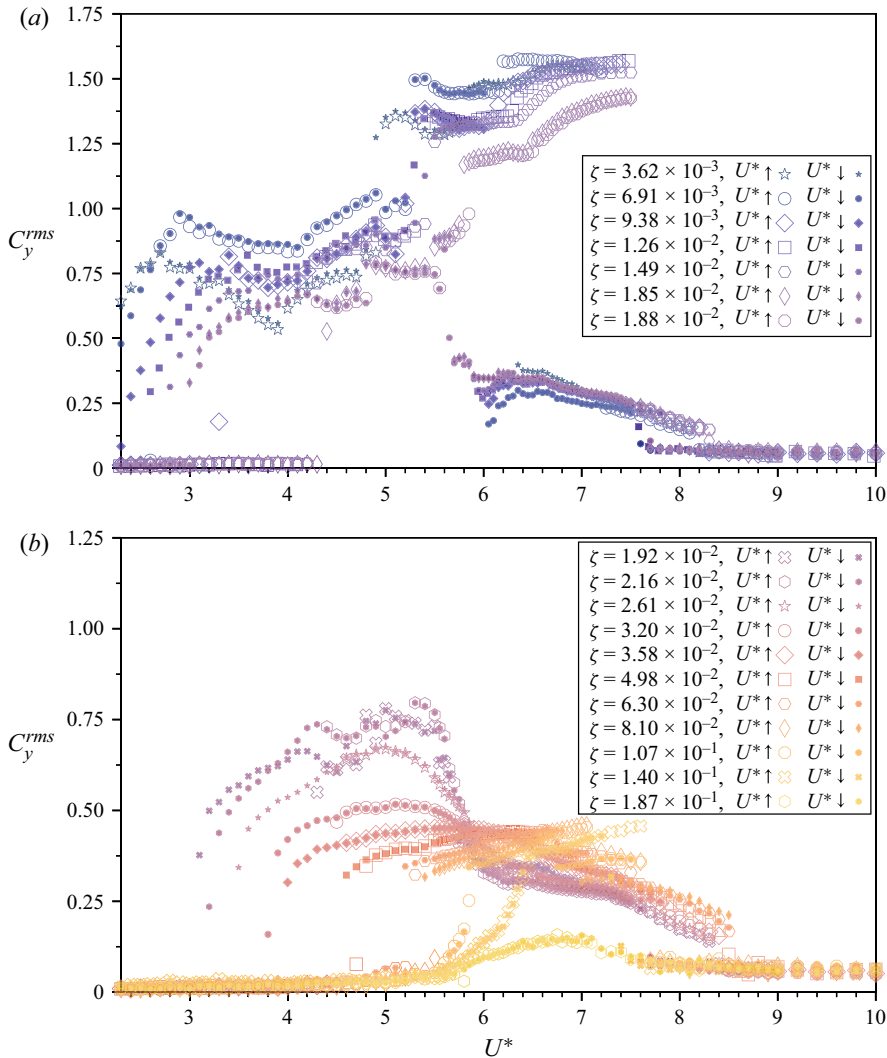 (a)
1.75
1.50
1.25
1.00
0.75
0.50
0.25
0
C_y^{rms}
ζ = 3.62 × 10⁻³, U* ↑ U* ↓
ζ = 6.91 × 10⁻³, U* ↑ U* ↓
ζ = 9.38 × 10⁻³, U* ↑ U* ↓
ζ = 1.26 × 10⁻², U* ↑ U* ↓
ζ = 1.49 × 10⁻², U* ↑ U* ↓
ζ = 1.85 × 10⁻², U* ↑ U* ↓
ζ = 1.88 × 10⁻², U* ↑ U* ↓
3 4 5 6 7 8 9 10
(b)
1.25
1.00
0.75
0.50
0.25
0
C_y^{rms}
ζ = 1.92 × 10⁻², U* ↑ U* ↓
ζ = 2.16 × 10⁻², U* ↑ U* ↓
ζ = 2.61 × 10⁻², U* ↑ U* ↓
ζ = 3.20 × 10⁻², U* ↑ U* ↓
ζ = 3.58 × 10⁻², U* ↑ U* ↓
ζ = 4.98 × 10⁻², U* ↑ U* ↓
ζ = 6.30 × 10⁻², U* ↑ U* ↓
ζ = 8.10 × 10⁻², U* ↑ U* ↓
ζ = 1.07 × 10⁻¹, U* ↑ U* ↓
ζ = 1.40 × 10⁻¹, U* ↑ U* ↓
ζ = 1.87 × 10⁻¹, U* ↑ U* ↓
3 4 5 6 7 8 9 10
U*